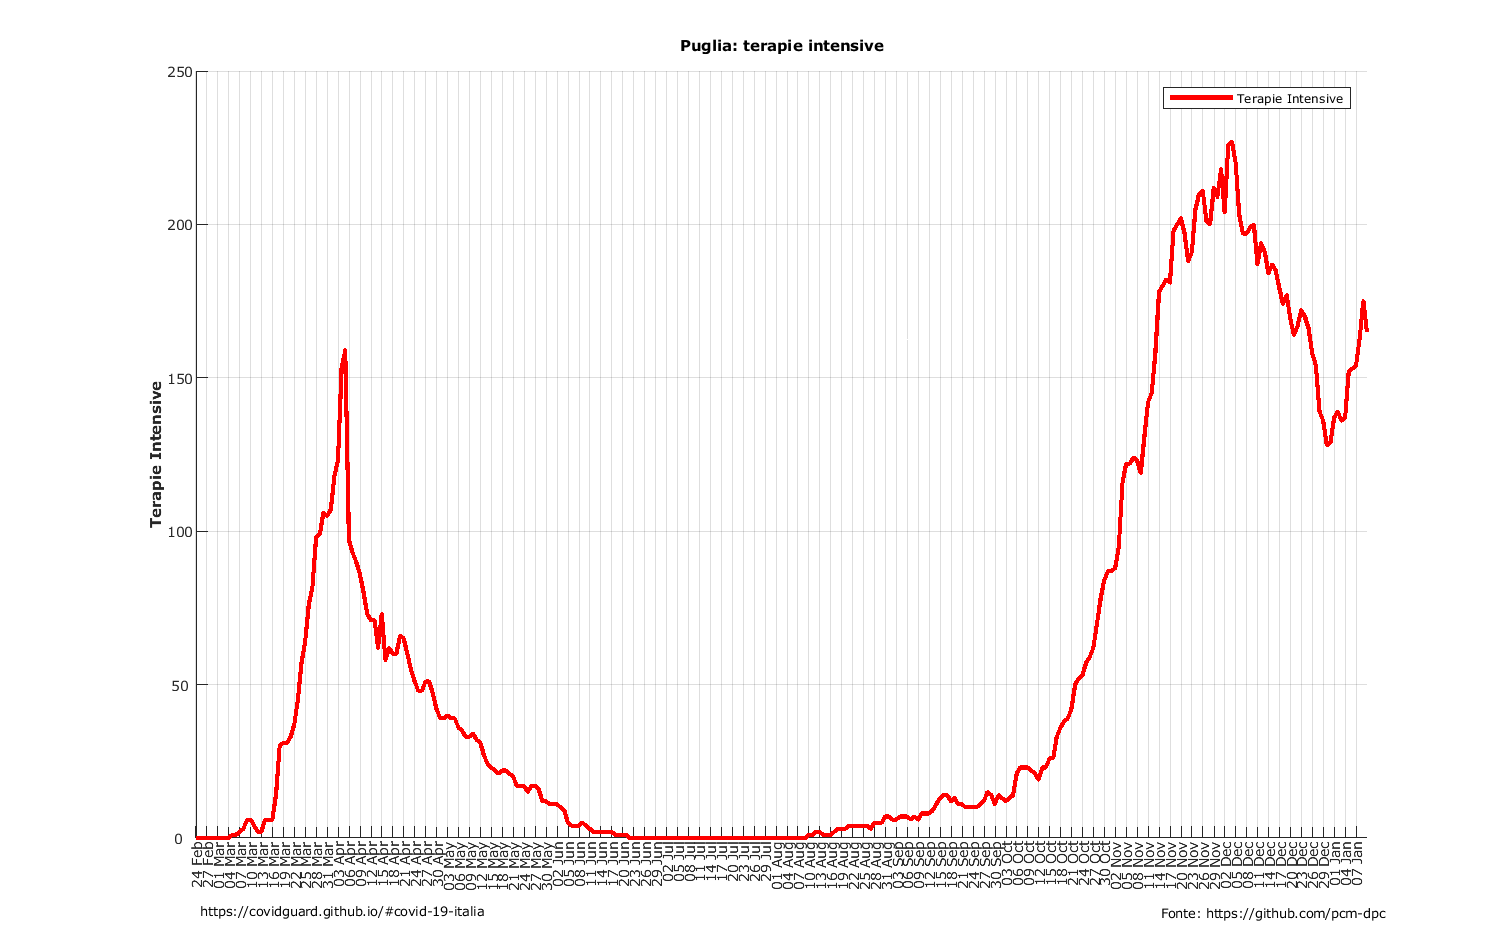 Puglia: terapie intensive
Terapie Intensive
Terapie Intensive
250
200
150
100
50
0
24 Feb
27 Feb
01 Mar
04 Mar
07 Mar
10 Mar
13 Mar
16 Mar
19 Mar
22 Mar
25 Mar
28 Mar
31 Mar
03 Apr
06 Apr
09 Apr
12 Apr
15 Apr
18 Apr
21 Apr
24 Apr
27 Apr
30 Apr
03 May
06 May
09 May
12 May
15 May
18 May
21 May
24 May
27 May
30 May
02 Jun
05 Jun
08 Jun
11 Jun
14 Jun
17 Jun
20 Jun
23 Jun
26 Jun
29 Jun
02 Jul
05 Jul
08 Jul
11 Jul
14 Jul
17 Jul
20 Jul
23 Jul
26 Jul
29 Jul
01 Aug
04 Aug
07 Aug
10 Aug
13 Aug
16 Aug
19 Aug
22 Aug
25 Aug
28 Aug
31 Aug
03 Sep
06 Sep
09 Sep
12 Sep
15 Sep
18 Sep
21 Sep
24 Sep
27 Sep
30 Sep
03 Oct
06 Oct
09 Oct
12 Oct
15 Oct
18 Oct
21 Oct
24 Oct
27 Oct
30 Oct
02 Nov
05 Nov
08 Nov
11 Nov
14 Nov
17 Nov
20 Nov
23 Nov
26 Nov
29 Nov
02 Dec
05 Dec
08 Dec
11 Dec
14 Dec
17 Dec
20 Dec
23 Dec
26 Dec
29 Dec
01 Jan
04 Jan
07 Jan
https://covidguard.github.io/#covid-19-italia
Fonte: https://github.com/pcm-dpc